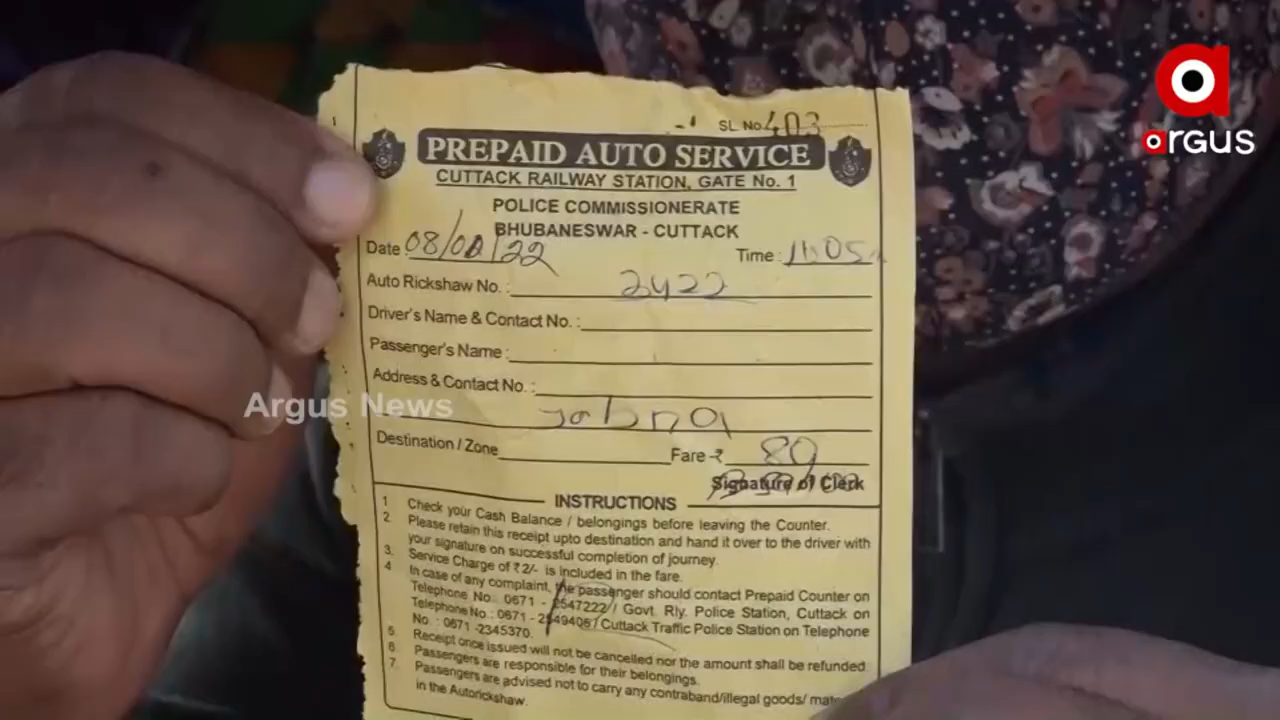 argus
SL. No. 403
PREPAID AUTO SERVICE
CUTTACK RAILWAY STATION, GATE No. 1
POLICE COMMISSIONERATE
BHUBANESWAR - CUTTACK
Date : /22 Time : 11:05
Auto Rickshaw No. : 2422
Driver's Name & Contact No. :
Passenger's Name :
Address & Contact No. :
Argus News
Destination / Zone Fare - ₹ 80
Signature of Clerk
INSTRUCTIONS
1 Check your Cash Balance / belongings before leaving the Counter.
2. Please retain this receipt upto destination and hand it over to the driver with
your signature on successful completion of journey.
3. Service Charge of ₹ 2/- is included in the fare.
4 In case of any complaint, the passenger should contact Prepaid Counter on
Telephone No.: 0671 - 2547222 / Govt. Rly. Police Station, Cuttack on
Telephone No. : 0671 - 2549406 / Cuttack Traffic Police Station on Telephone
No. : 0671 -2345370.
5. Receipt once issued will not be cancelled nor the amount shall be refunded
6. Passengers are responsible for their belongings.
7. Passengers are advised not to carry any contraband/illegal goods/
in the Autorickshaw.